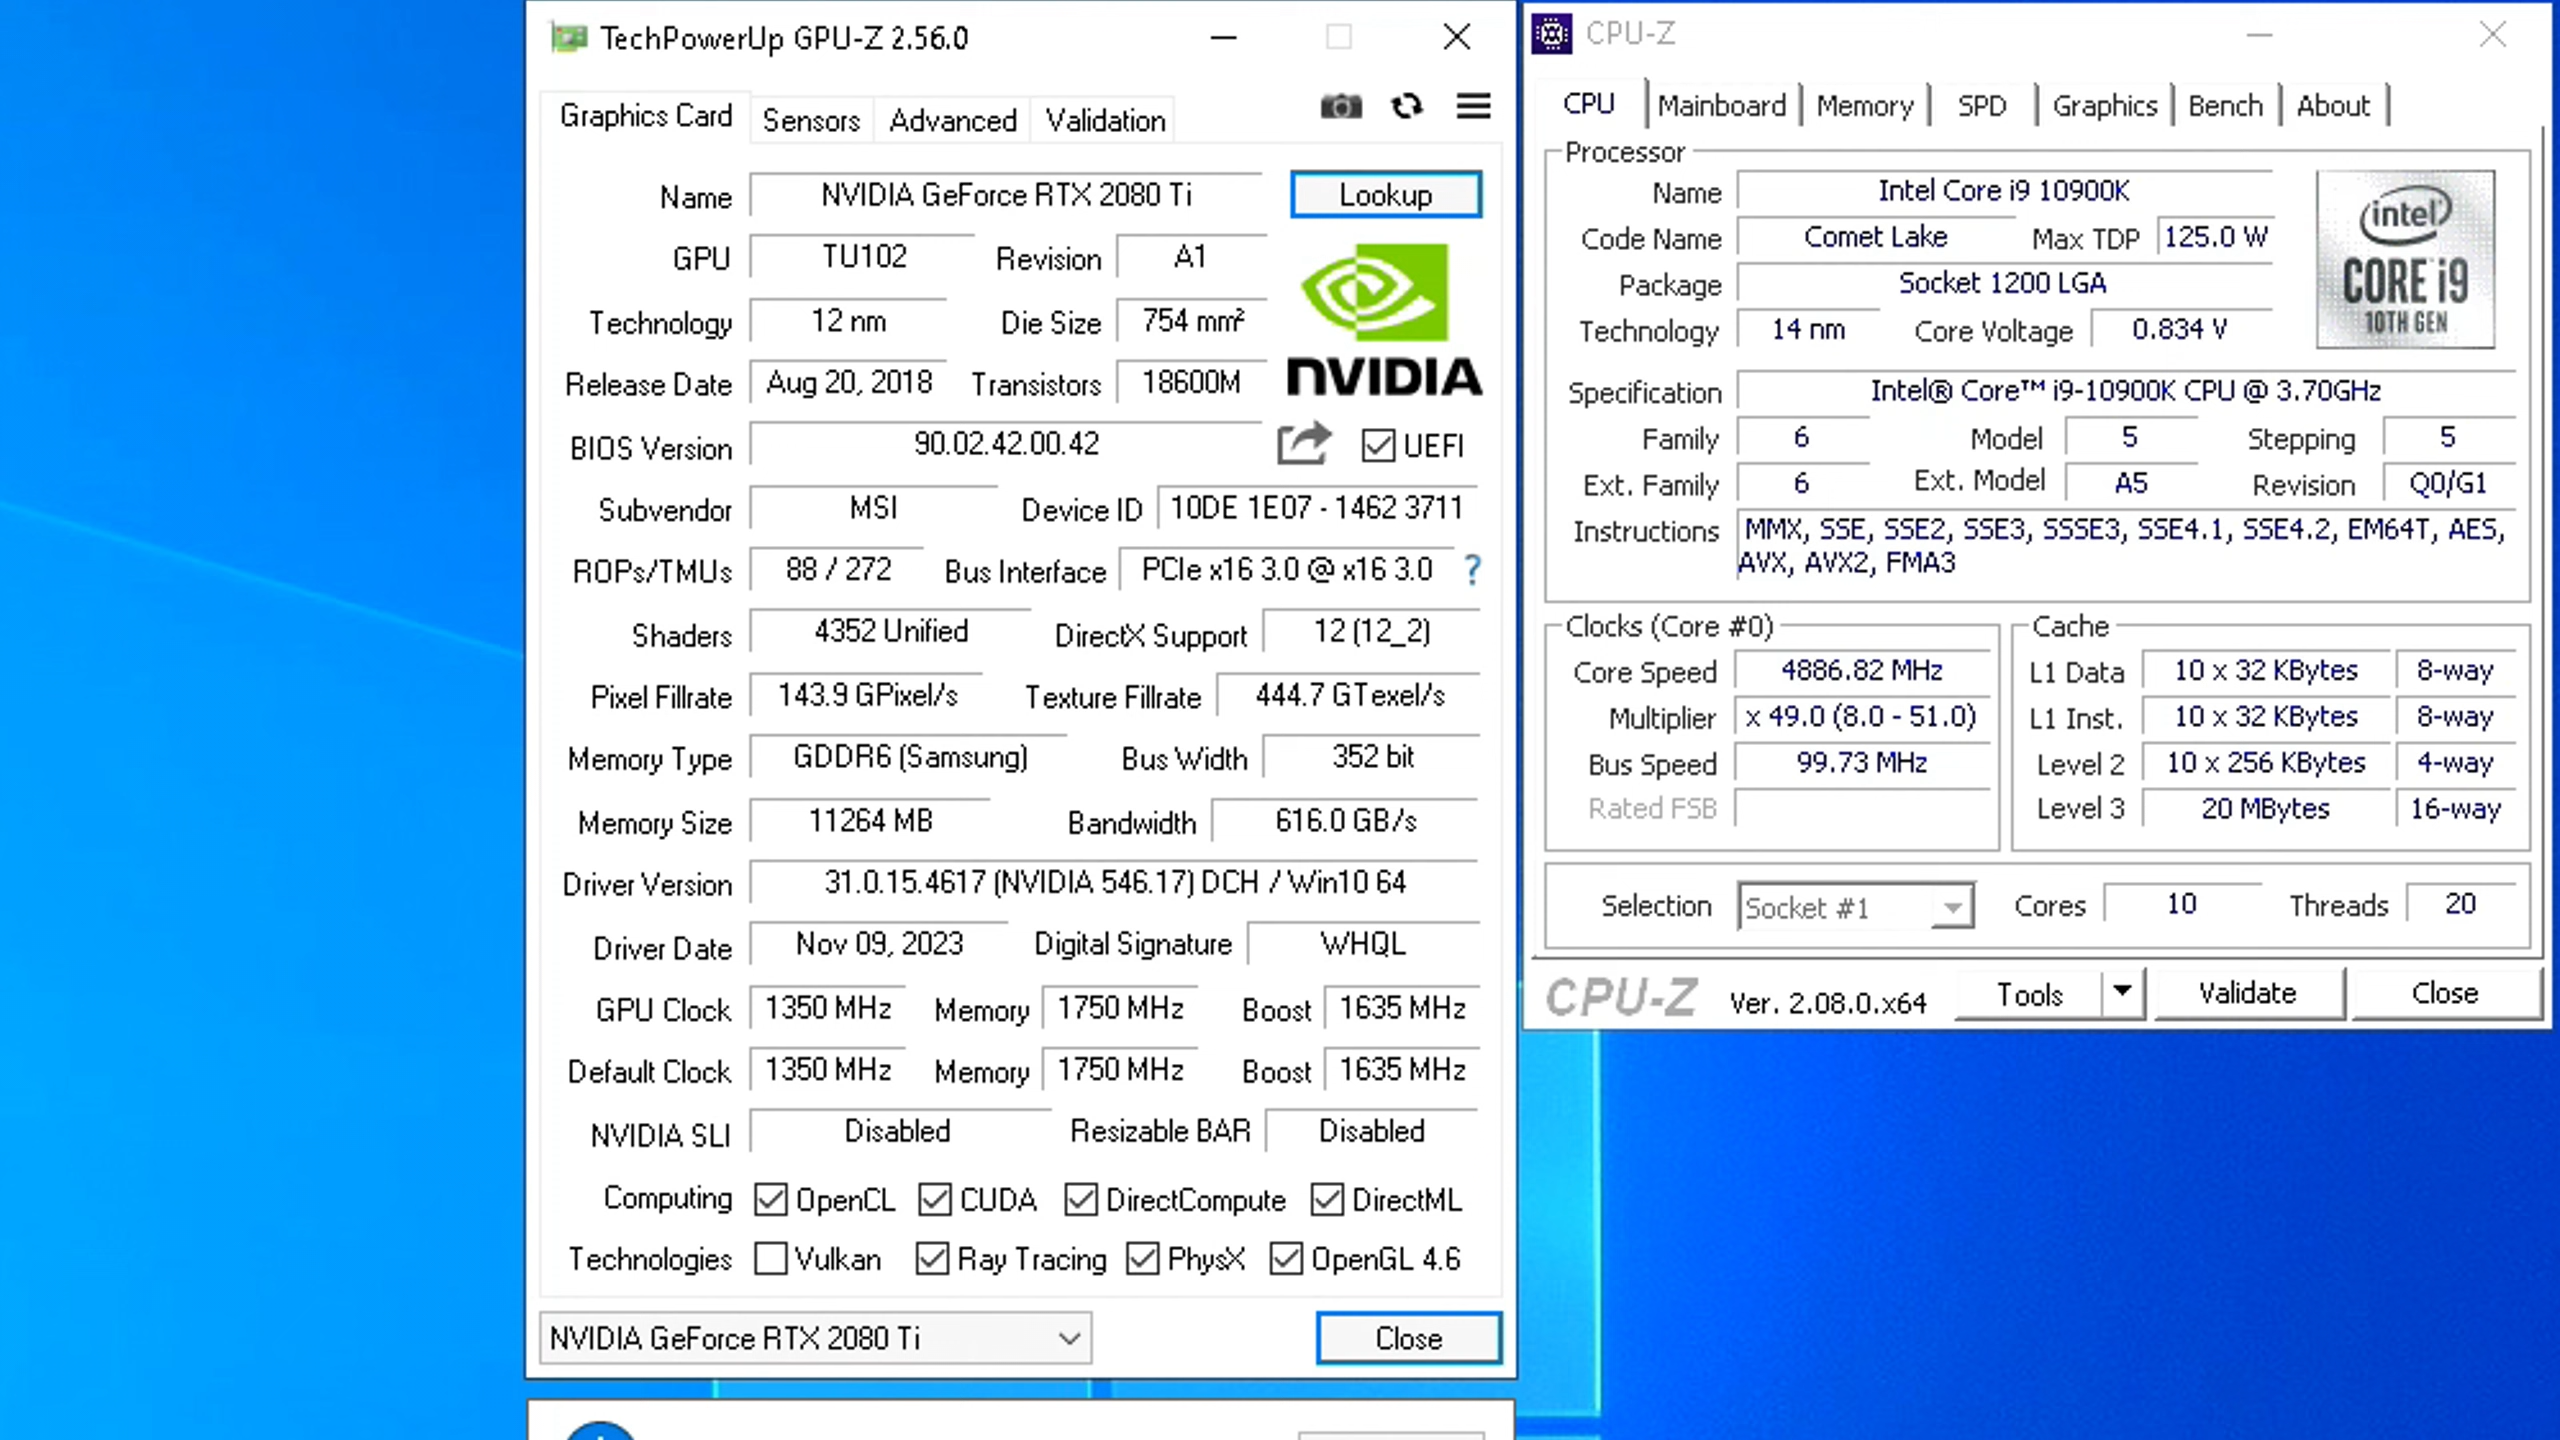 TechPowerUp GPU-Z 2.56.0
Graphics Card Sensors Advanced Validation
Name NVIDIA GeForce RTX 2080 Ti Lookup
GPU TU102 Revision A1
Technology 12 nm Die Size 754 mm²
Release Date Aug 20, 2018 Transistors 18600M
NVIDIA
BIOS Version 90.02.42.00.42 UEFI
Subvendor MSI Device ID 10DE 1E07 - 1462 3711
ROPs/TMUs 88 / 272 Bus Interface PCIe x16 3.0 @ x16 3.0 ?
Shaders 4352 Unified DirectX Support 12 (12_2)
Pixel Fillrate 143.9 GPixel/s Texture Fillrate 444.7 GTexel/s
Memory Type GDDR6 (Samsung) Bus Width 352 bit
Memory Size 11264 MB Bandwidth 616.0 GB/s
Driver Version 31.0.15.4617 (NVIDIA 546.17) DCH / Win10 64
Driver Date Nov 09, 2023 Digital Signature WHQL
GPU Clock 1350 MHz Memory 1750 MHz Boost 1635 MHz
Default Clock 1350 MHz Memory 1750 MHz Boost 1635 MHz
NVIDIA SLI Disabled Resizable BAR Disabled
Computing OpenCL CUDA DirectCompute DirectML
Technologies Vulkan Ray Tracing PhysX OpenGL 4.6
NVIDIA GeForce RTX 2080 Ti Close
CPU-Z
CPU Mainboard Memory SPD Graphics Bench About
Processor
Name Intel Core i9 10900K
Code Name Comet Lake Max TDP 125.0 W
Package Socket 1200 LGA
Technology 14 nm Core Voltage 0.834 V
intel
CORE i9
10TH GEN
Specification Intel® Core™ i9-10900K CPU @ 3.70GHz
Family 6 Model 5 Stepping 5
Ext. Family 6 Ext. Model A5 Revision Q0/G1
Instructions MMX, SSE, SSE2, SSE3, SSSE3, SSE4.1, SSE4.2, EM64T, AES,
AVX, AVX2, FMA3
Clocks (Core #0)
Core Speed 4886.82 MHz
Multiplier x 49.0 (8.0 - 51.0)
Bus Speed 99.73 MHz
Rated FSB
Cache
L1 Data 10 x 32 KBytes 8-way
L1 Inst. 10 x 32 KBytes 8-way
Level 2 10 x 256 KBytes 4-way
Level 3 20 MBytes 16-way
Selection Socket #1 Cores 10 Threads 20
CPU-Z Ver. 2.08.0.x64 Tools Validate Close